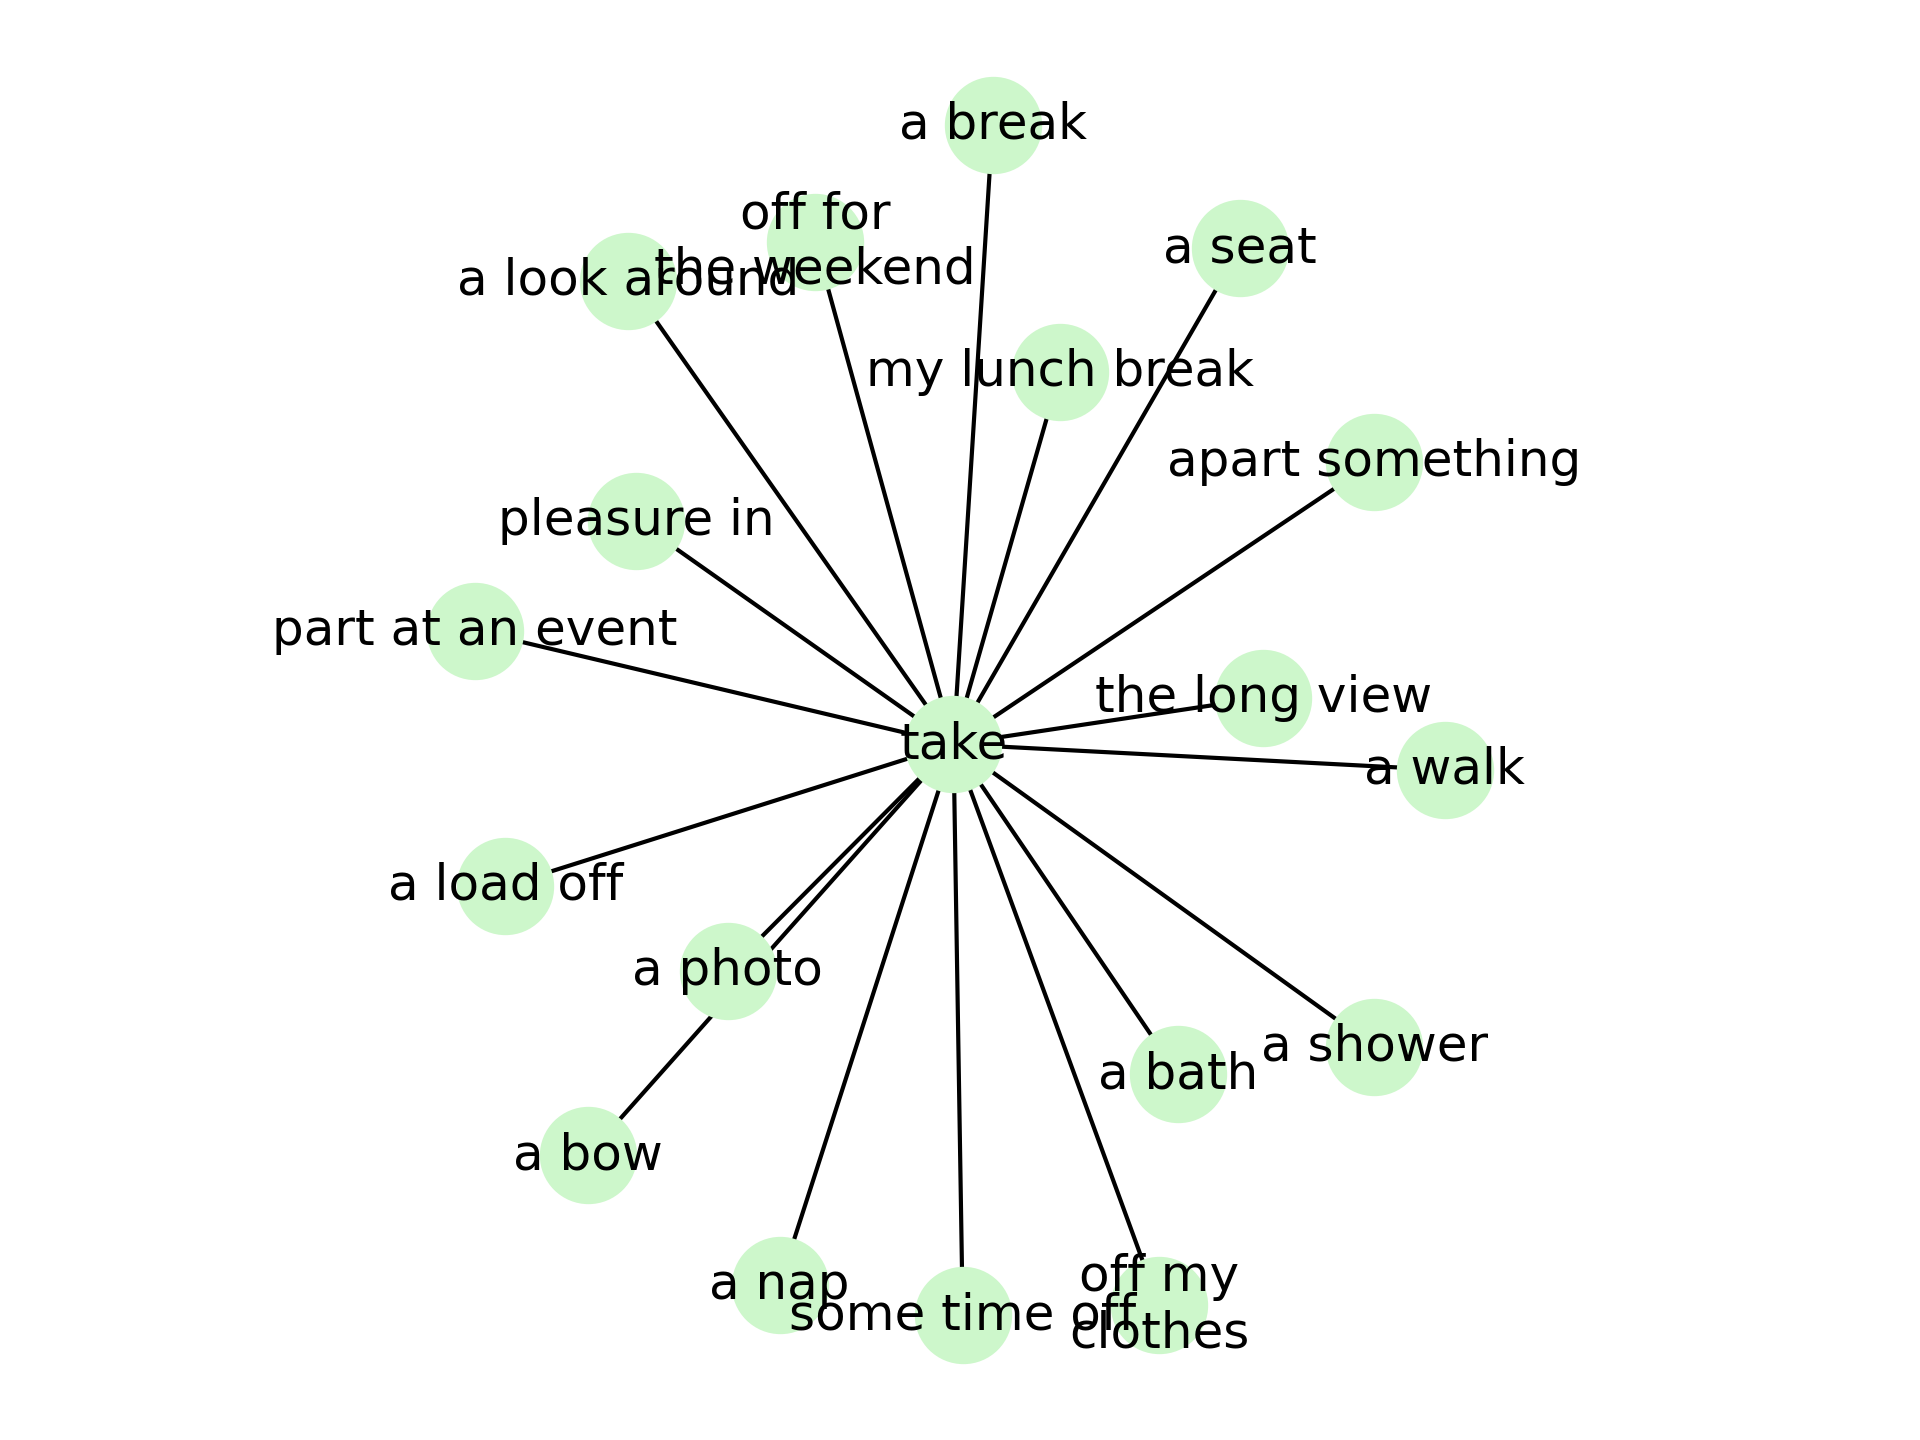 a break
off for
the weekend
a seat
a look around
my lunch break
apart something
pleasure in
part at an event
the long view
take
a walk
a load off
a photo
a shower
a bath
a bow
a nap
some time off
off my
clothes